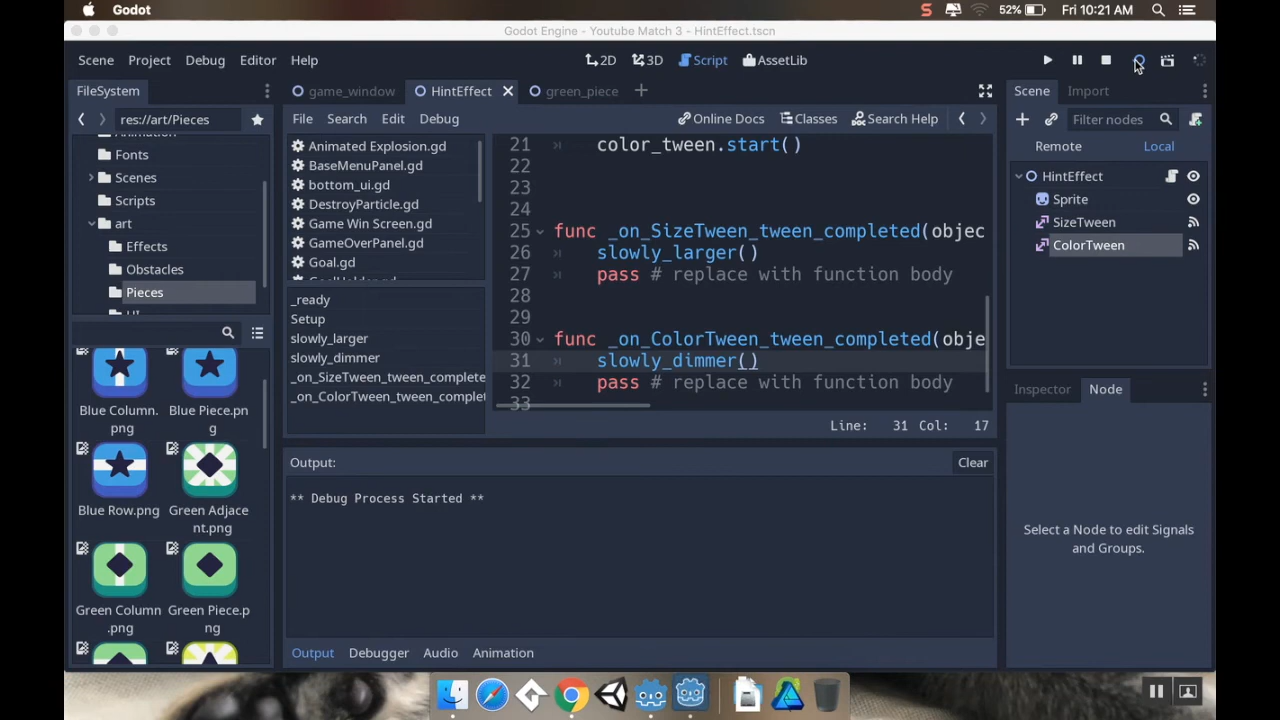 Godot
52%
Fri 10:21 AM
Godot Engine - Youtube Match 3 - HintEffect.tscn
Scene Project Debug Editor Help
2D 3D Script AssetLib
FileSystem
res://art/Pieces
Fonts
Scenes
Scripts
art
Effects
Obstacles
Pieces
Blue Column.
png
Blue Piece.pn
g
Blue Row.png
Green Adjace
nt.png
Green Column
.png
Green Piece.p
ng
game_window HintEffect green_piece
File Search Edit Debug
Online Docs Classes Search Help
Animated Explosion.gd
BaseMenuPanel.gd
bottom_ui.gd
DestroyParticle.gd
Game Win Screen.gd
GameOverPanel.gd
Goal.gd
GoalHolder.gd
_ready
Setup
slowly_larger
slowly_dimmer
_on_SizeTween_tween_complete
_on_ColorTween_tween_complet
21 color_tween.start()
22
23
24
25 func _on_SizeTween_tween_completed(objec
26 slowly_larger()
27 pass # replace with function body
28
29
30 func _on_ColorTween_tween_completed(obje
31 slowly_dimmer()
32 pass # replace with function body
33
Line: 31 Col: 17
Output:
Clear
** Debug Process Started **
Output Debugger Audio Animation
Scene Import
Filter nodes
Remote Local
HintEffect
Sprite
SizeTween
ColorTween
Inspector Node
Select a Node to edit Signals
and Groups.